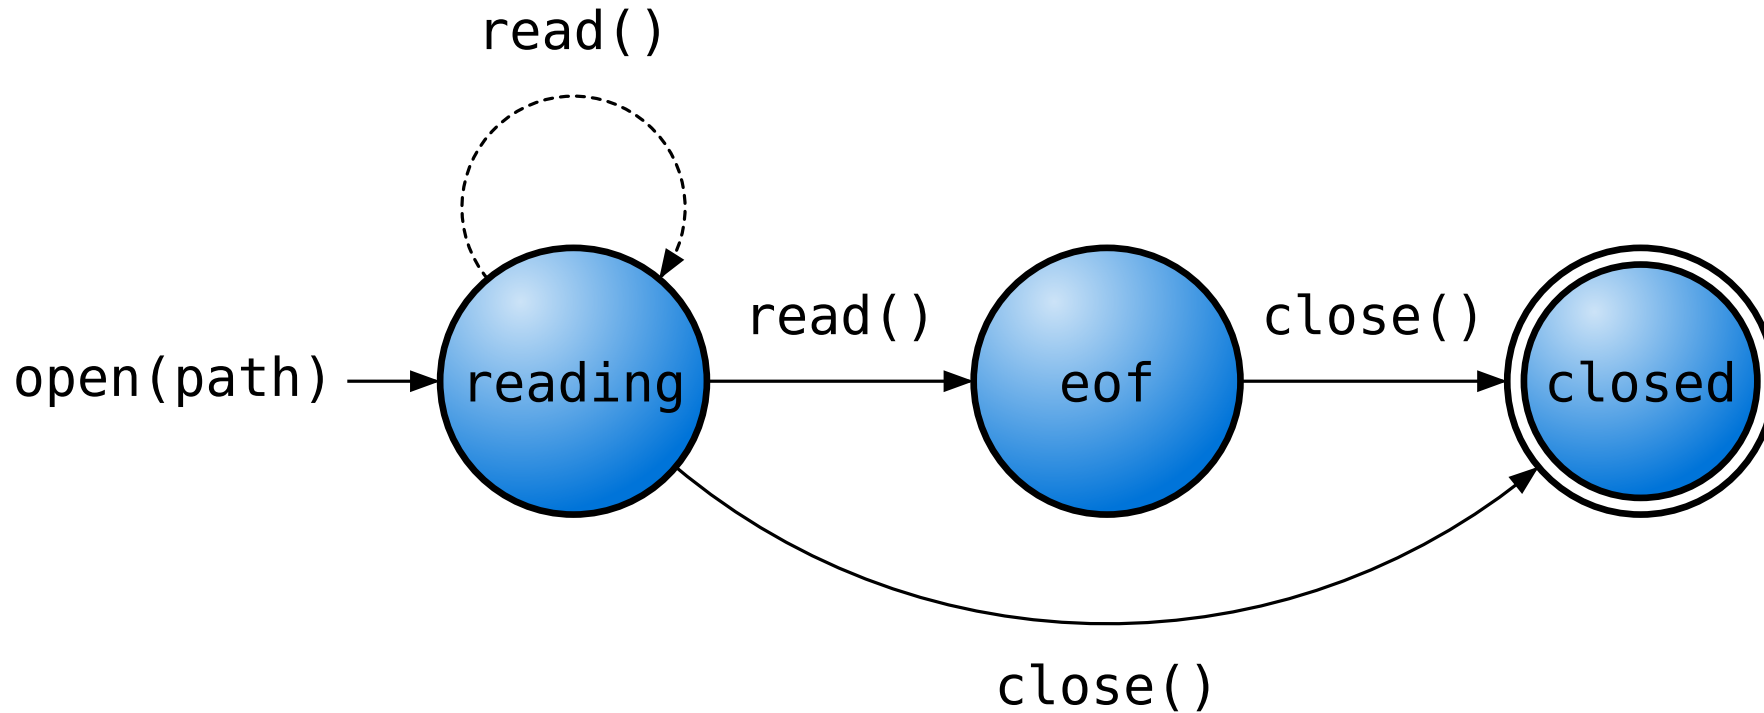 read()
read()
close()
open(path)
reading
eof
closed
close()